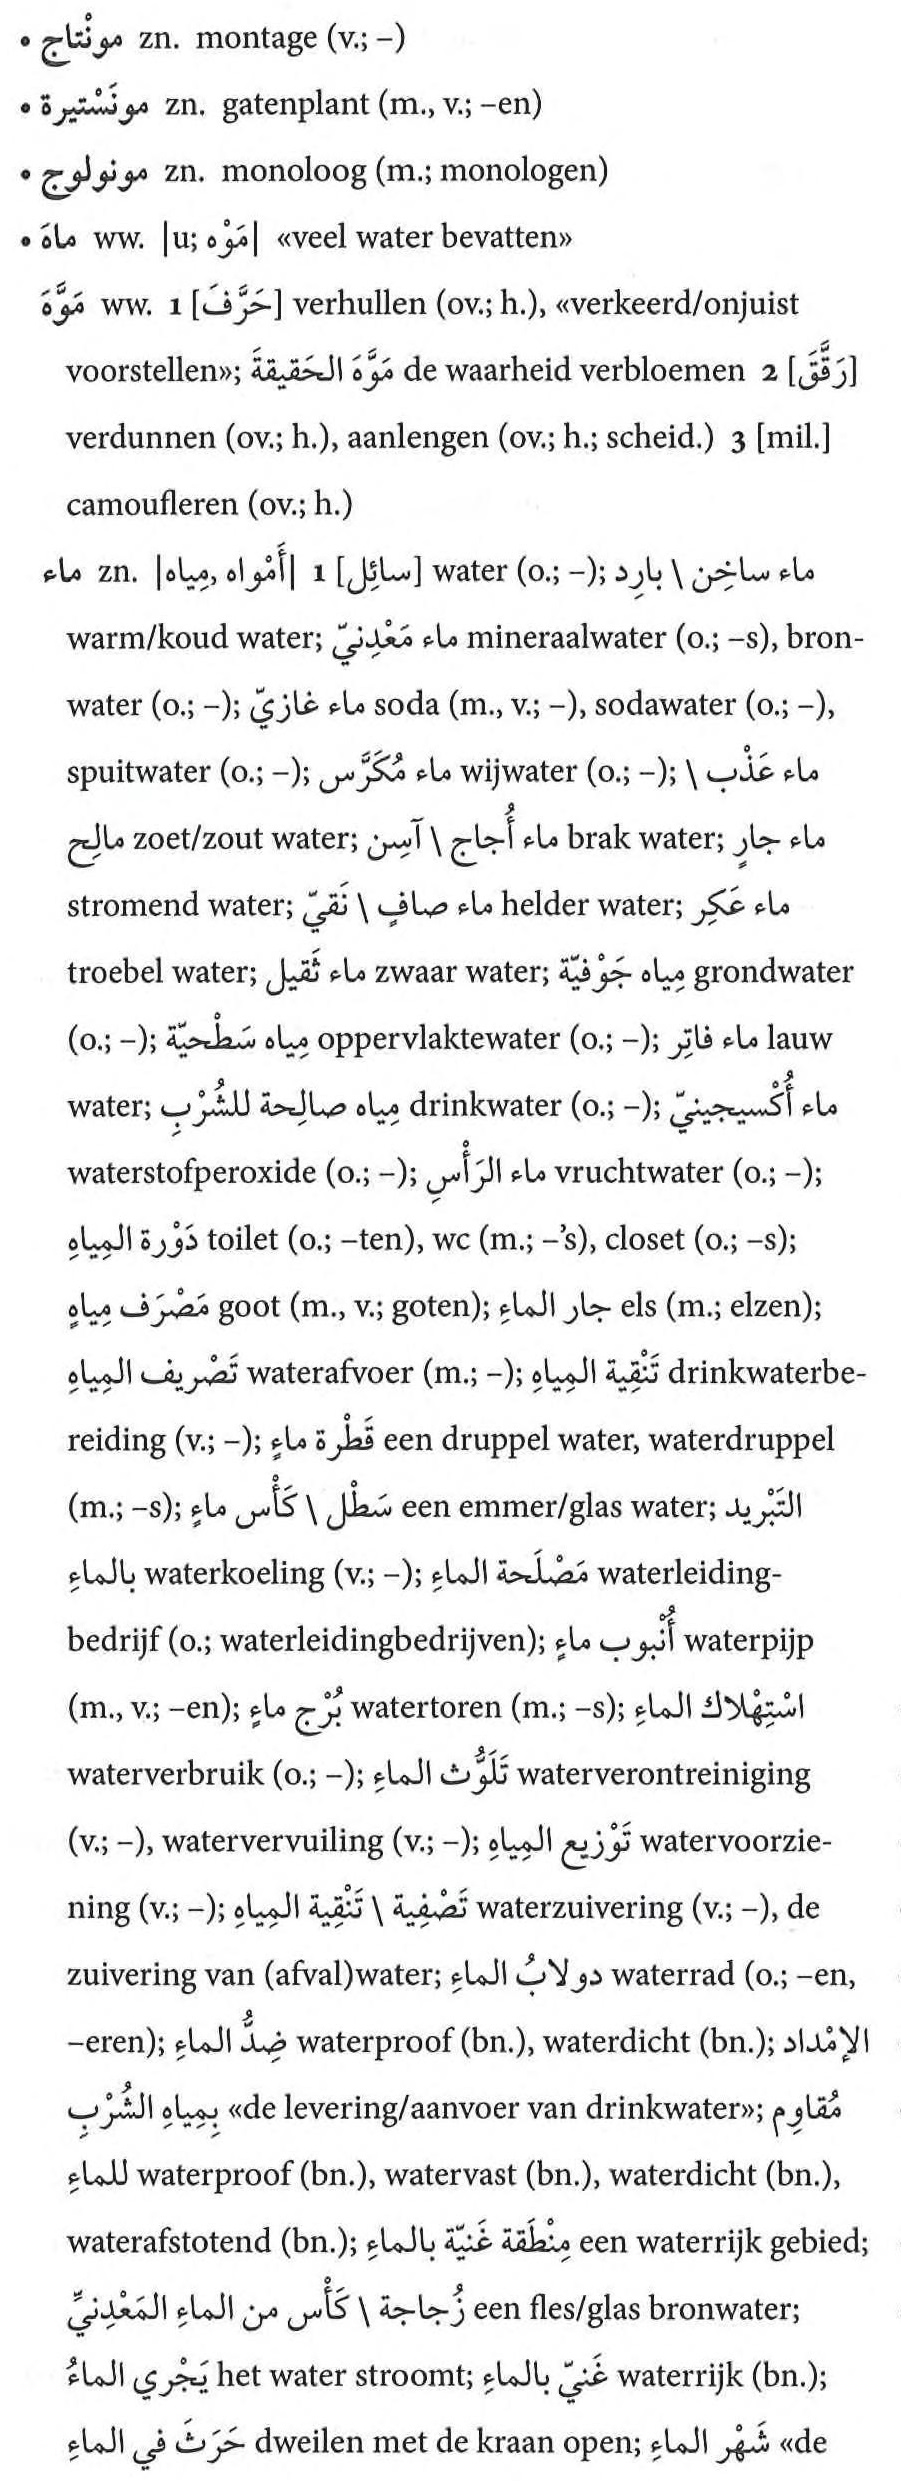 • مونْتاج zn. montage (v.; –)
• مونَسْتيرة zn. gatenplant (m., v.; –en)
• مونولوج zn. monoloog (m.; monologen)
• ماهَ ww. |u; مَوْه| «veel water bevatten»
مَوَّهَ ww. 1 [حَرَّفَ] verhullen (ov.; h.), «verkeerd/onjuist
voorstellen»; مَوَّهَ الحَقيقةَ de waarheid verbloemen 2 [رَقَّقَ]
verdunnen (ov.; h.), aanlengen (ov.; h.; scheid.) 3 [mil.]
camoufleren (ov.; h.)
ماء zn. |مِياه, أَمْواه| 1 [سائِل] water (o.; –); ماء ساخِن \ بارِد
warm/koud water; ماء مَعْدِنيّ mineraalwater (o.; –s), bron-
water (o.; –); ماء غازيّ soda (m., v.; –), sodawater (o.; –),
spuitwater (o.; –); ماء مُكَرَّس wijwater (o.; –); ماء عَذْب \
مالِح zoet/zout water; ماء أُجاج \ آسِن brak water; ماء جارٍ
stromend water; ماء صافٍ \ نَقيّ helder water; ماء عَكِر
troebel water; ماء ثَقيل zwaar water; مِياه جَوْفيّة grondwater
(o.; –); مِياه سَطْحيّة oppervlaktewater (o.; –); ماء فاتِر lauw
water; مِياه صالِحة للشُرْبِ drinkwater (o.; –); ماء أُكْسيجينيّ
waterstofperoxide (o.; –); ماء الرَأْسِ vruchtwater (o.; –);
دَوْرة المِياهِ toilet (o.; –ten), wc (m.; –’s), closet (o.; –s);
مَصْرَف مِياهٍ goot (m., v.; goten); جار الماءِ els (m.; elzen);
تَصْريف المِياهِ waterafvoer (m.; –); تَنْقِية المِياهِ drinkwaterbe-
reiding (v.; –); قَطْرة ماءٍ een druppel water, waterdruppel
(m.; –s); سَطْل \ كَأْس ماءٍ een emmer/glas water; التَبْريد
بالماءِ waterkoeling (v.; –); مَصْلَحة الماءِ waterleiding-
bedrijf (o.; waterleidingbedrijven); أُنْبوب ماءٍ waterpijp
(m., v.; –en); بُرْج ماءٍ watertoren (m.; –s); اسْتِهْلاك الماءِ
waterverbruik (o.; –); تَلَوُّث الماءِ waterverontreiniging
(v.; –), watervervuiling (v.; –); تَوْزيع المِياهِ watervoorzie-
ning (v.; –); تَصْفِية \ تَنْقِية المِياهِ waterzuivering (v.; –), de
zuivering van (afval)water; دولابُ الماءِ waterrad (o.; –en,
–eren); ضِدُّ الماءِ waterproof (bn.), waterdicht (bn.); الإمْداد
بِمِياهِ الشُرْبِ «de levering/aanvoer van drinkwater»; مُقاوِم
للماءِ waterproof (bn.), watervast (bn.), waterdicht (bn.),
waterafstotend (bn.); مِنْطَقة غَنيّة بالماءِ een waterrijk gebied;
زُجاجة \ كَأْس من الماءِ المَعْدِنيِّ een fles/glas bronwater;
يَجْري الماءُ het water stroomt; غَنيّ بالماءِ waterrijk (bn.);
حَرَثَ في الماءِ dweilen met de kraan open; شَهْر الماءِ «de